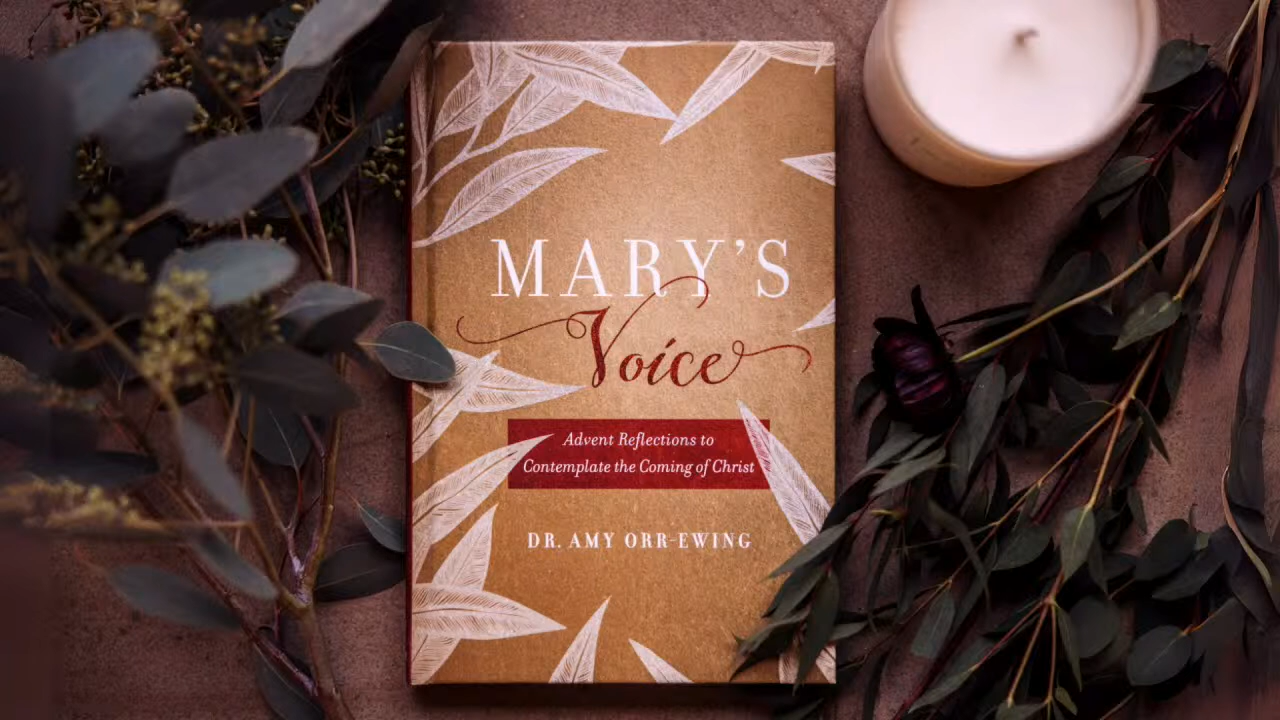 MARY'S
Voice
Advent Reflections to
Contemplate the Coming of Christ
DR. AMY ORR-EWING